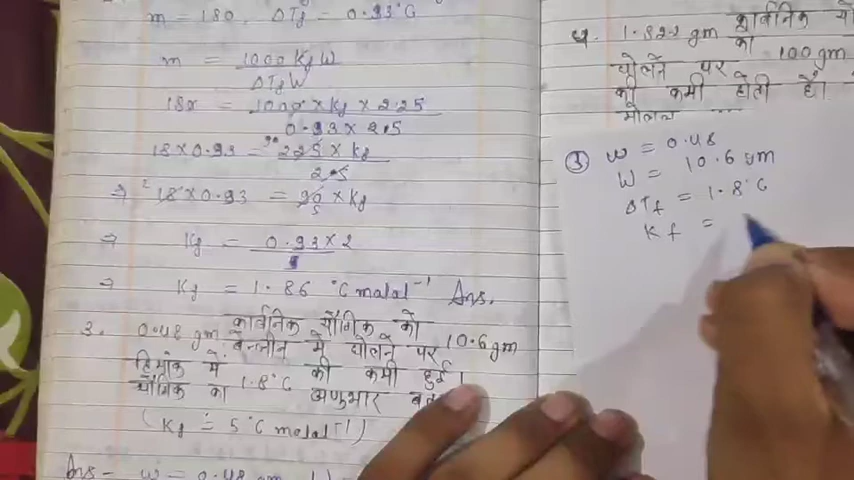 m = 180, ΔTf = 0.93°C
m = 1000 Kf w
ΔTf W
180 = 1000 × Kf × 2.25
0.93 × 2.5
18 × 0.93 = 225 × Kf
2.5
⇒ 18 × 0.93 = 90 × Kf
5
⇒ Kf = 0.93 × 2
⇒ Kf = 1.86 °C molal⁻¹ Ans.
3. 0.48 gm कार्बनिक यौगिक को 10.6 gm
बेन्जीन में घोलने पर
हिमांक में 1.8°C की कमी हुई।
यौगिक का अणुभार
( Kf = 5°C molal⁻¹ )
Ans- w = 0.48 gm
1.822 gm कार्बनिक
का 100 gm
घोलने पर
की कमी होती है।
③ w = 0.48
W = 10.6 gm
ΔTf = 1.8°C
Kf =